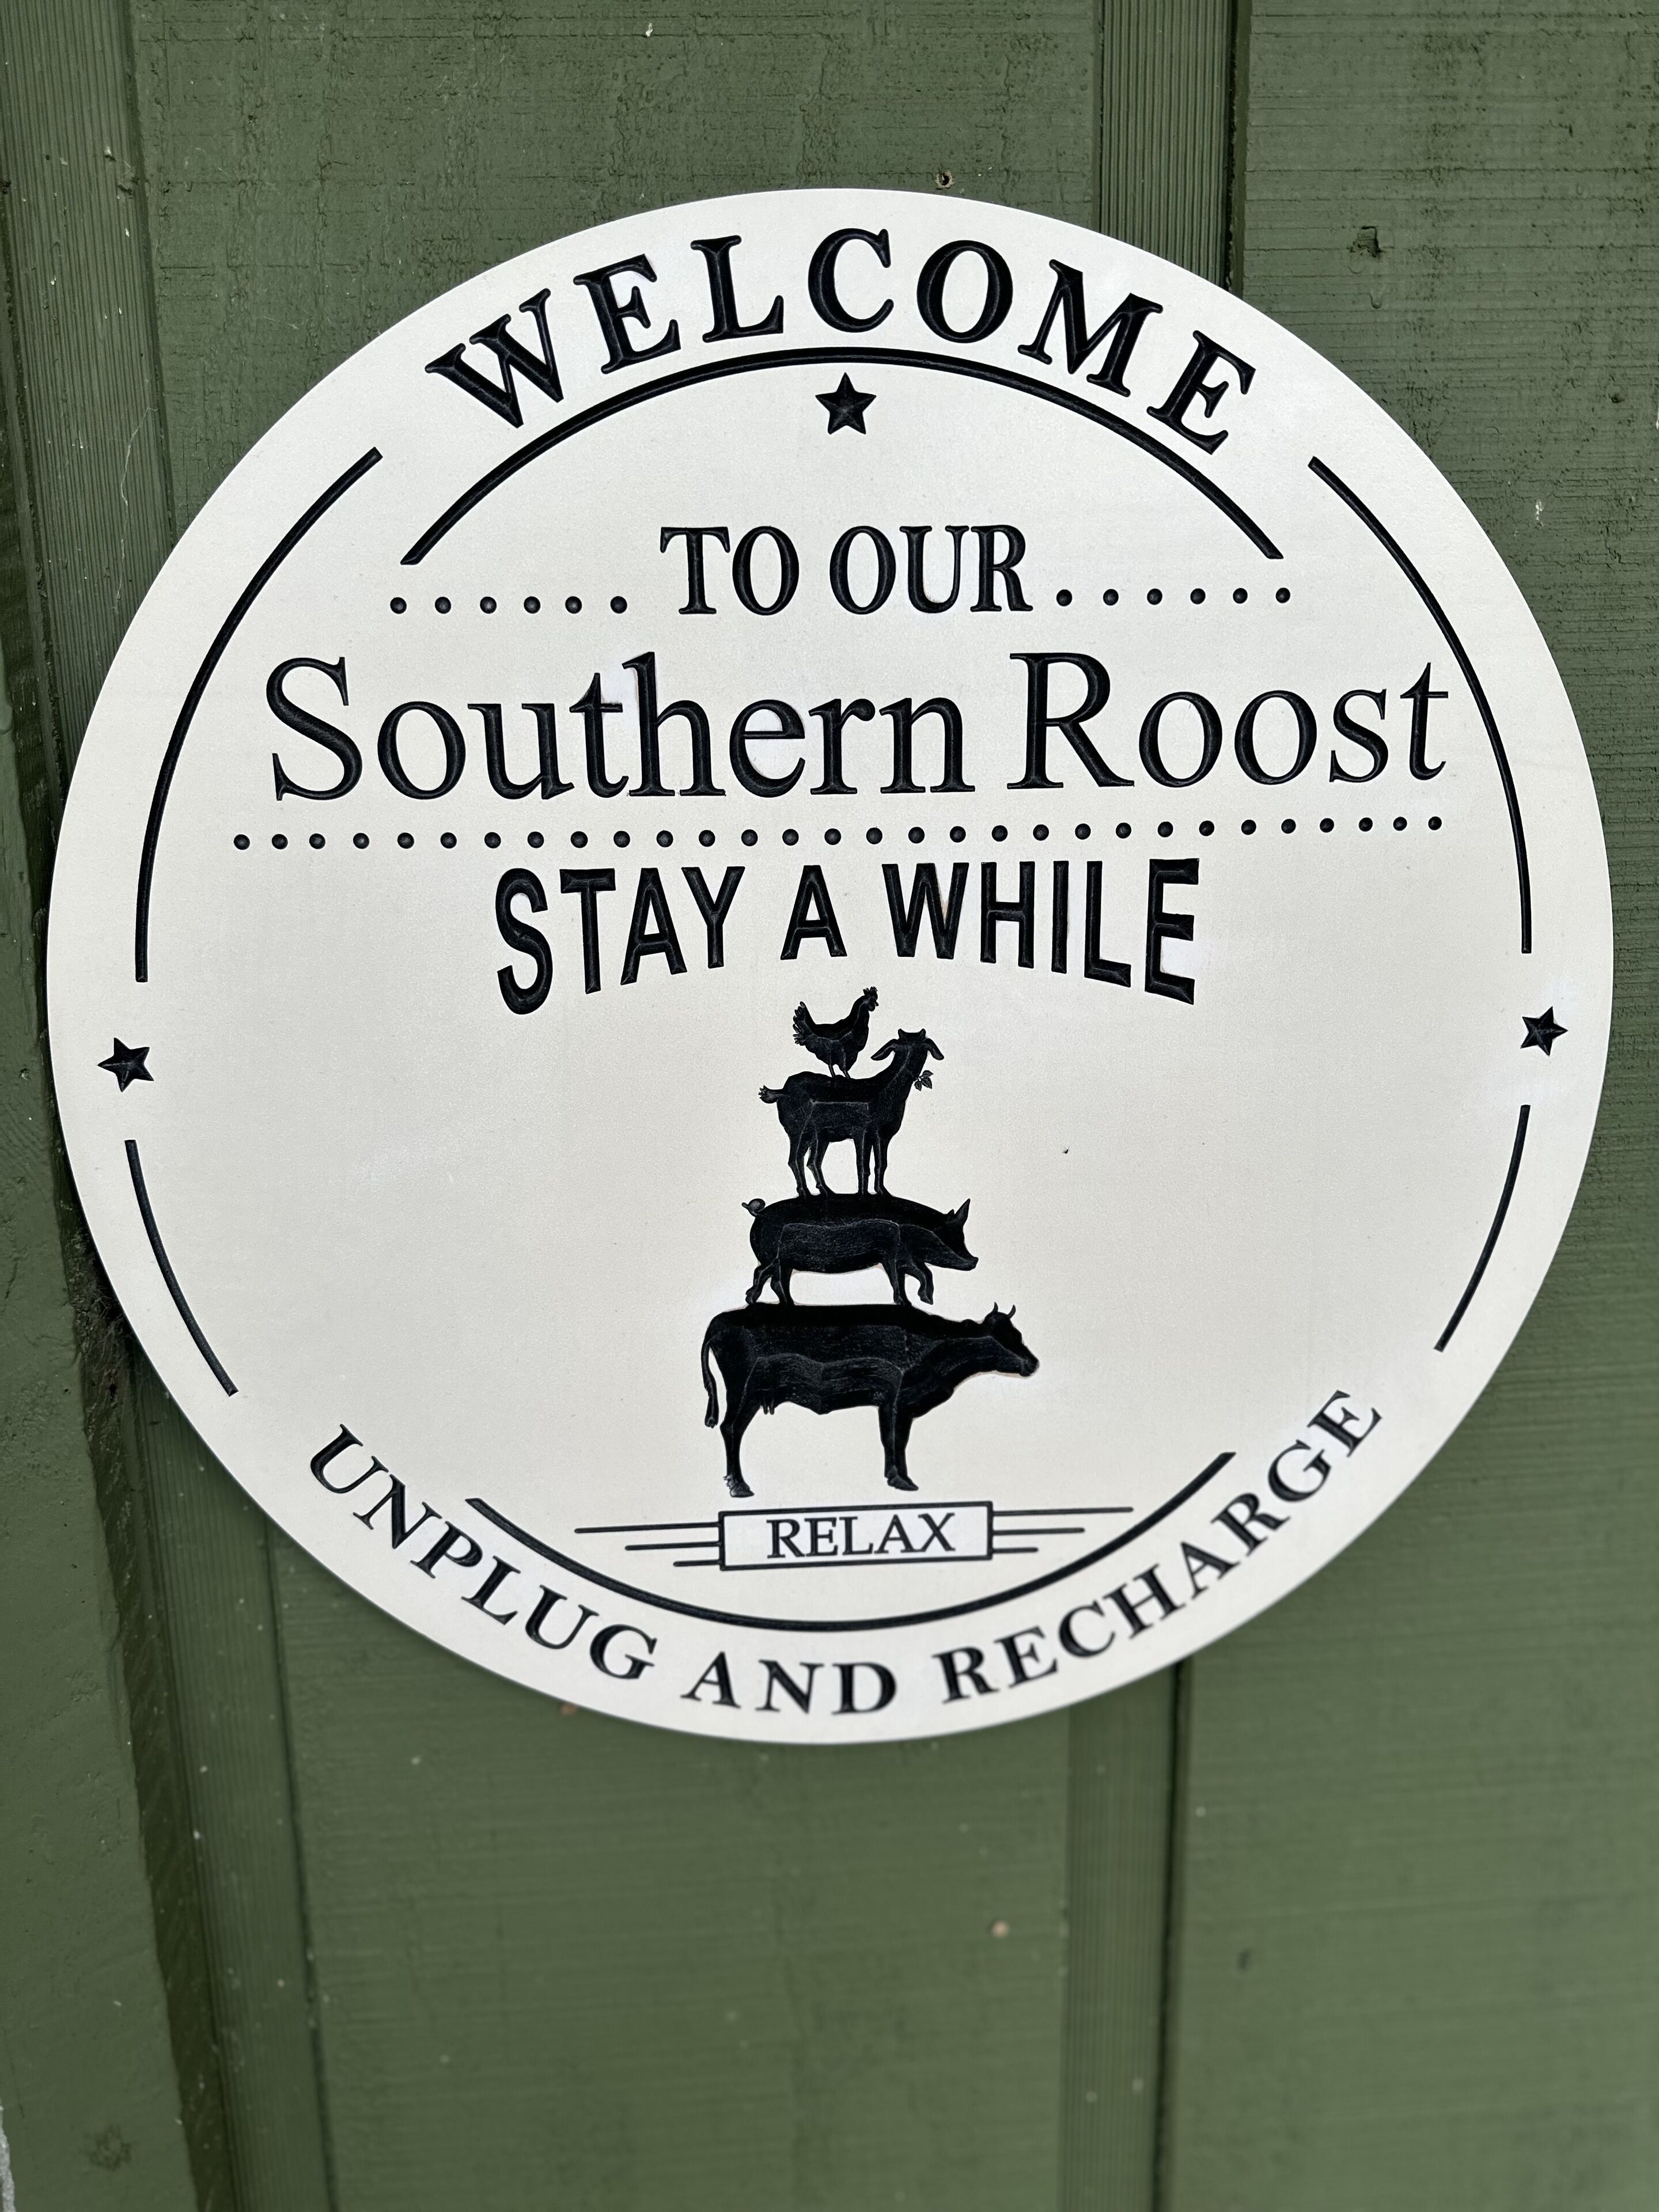 WELCOME
TO OUR
Southern Roost
STAY A WHILE
RELAX
UNPLUG AND RECHARGE